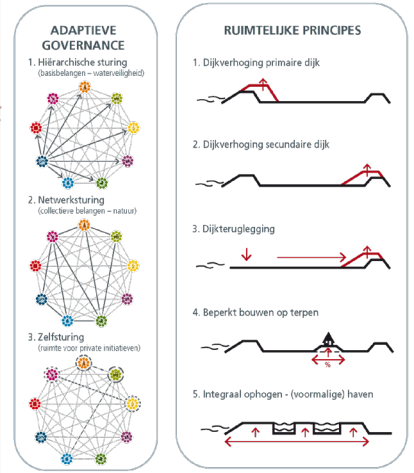 ADAPTIEVE
GOVERNANCE
1. Hiërarchische sturing
(basisbelangen – waterveiligheid)
2. Netwerksturing
(collectieve belangen – natuur)
3. Zelfsturing
(ruimte voor private initiatieven)
RUIMTELIJKE PRINCIPES
1. Dijkverhoging primaire dijk
2. Dijkverhoging secundaire dijk
3. Dijkteruglegging
4. Beperkt bouwen op terpen
%
5. Integraal ophogen - (voormalige) haven